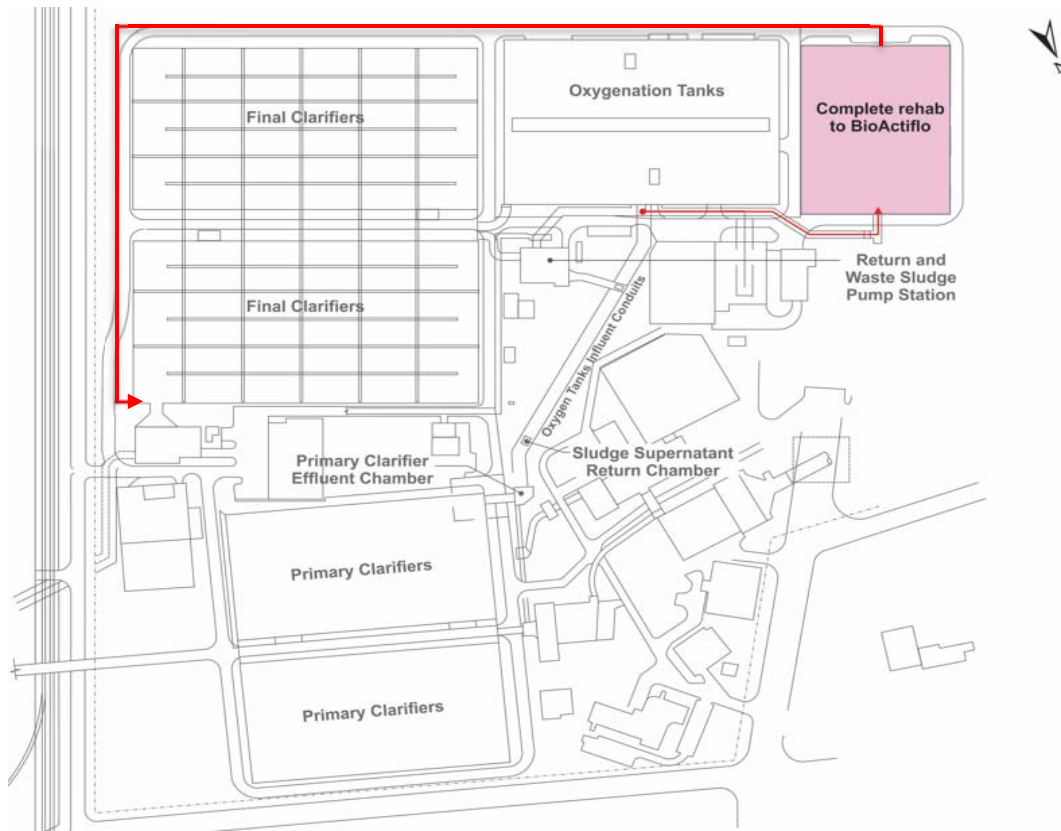 Final Clarifiers
Oxygenation Tanks
Complete rehab
to BioActiflo
Final Clarifiers
Return and
Waste Sludge
Pump Station
Oxygen Tanks Influent Conduits
Primary Clarifier
Effluent Chamber
Sludge Supernatant
Return Chamber
Primary Clarifiers
Primary Clarifiers